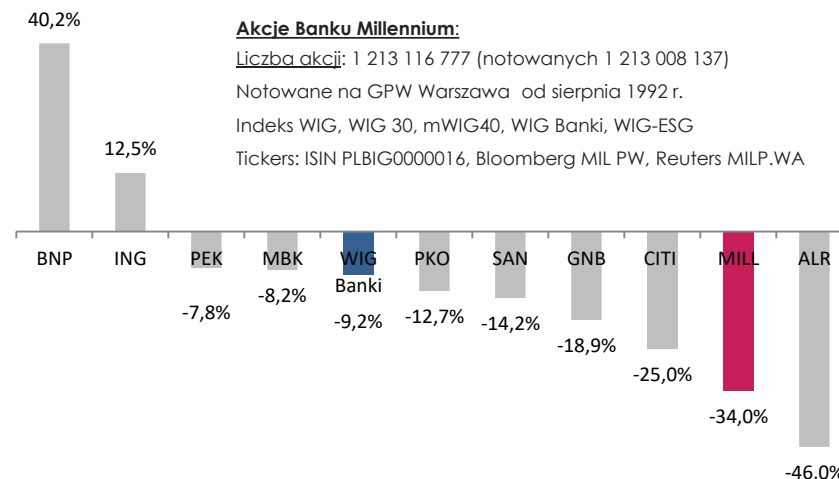 40,2%
Akcje Banku Millennium:
Liczba akcji: 1 213 116 777 (notowanych 1 213 008 137)
Notowane na GPW Warszawa od sierpnia 1992 r.
Indeks WIG, WIG 30, mWIG40, WIG Banki, WIG-ESG
Tickers: ISIN PLBIG0000016, Bloomberg MIL PW, Reuters MILP.WA
12,5%
BNP ING PEK MBK WIG PKO SAN GNB CITI MILL ALR
Banki
-7,8%
-8,2%
-9,2%
-12,7%
-14,2%
-18,9%
-25,0%
-34,0%
-46,0%